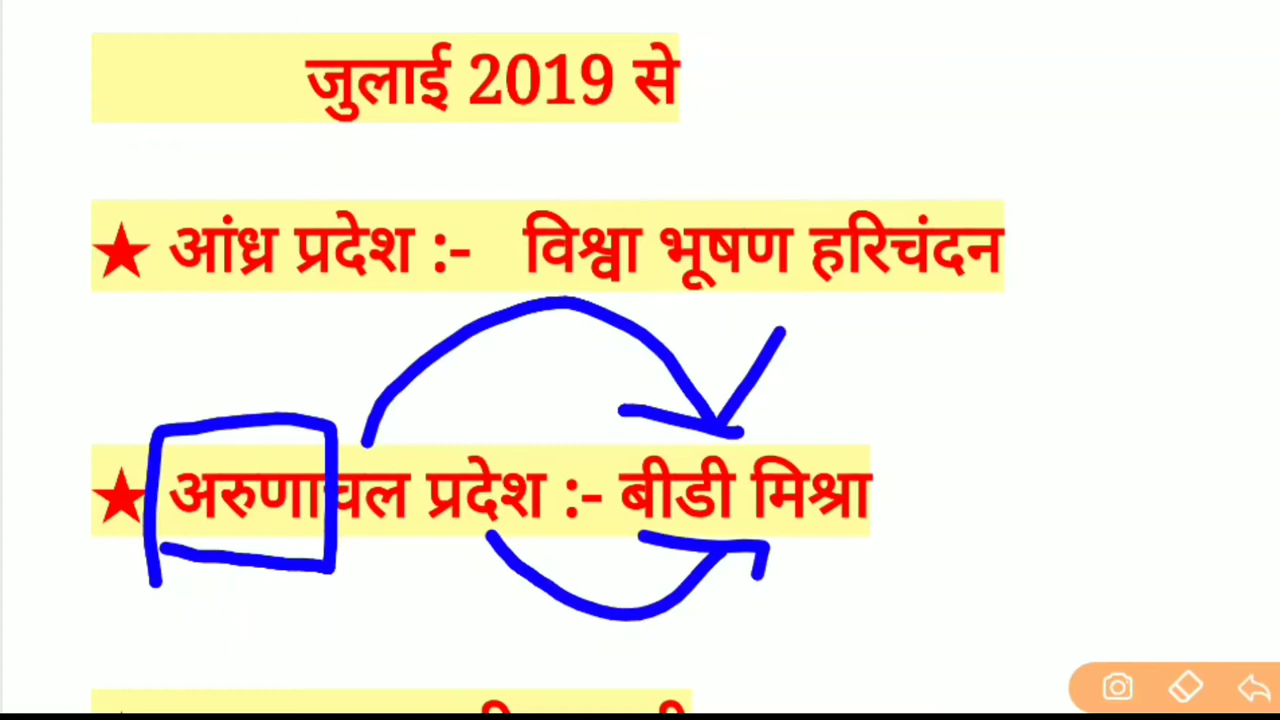 जुलाई 2019 से
★ आंध्र प्रदेश :- विश्वा भूषण हरिचंदन
★ अरुणाचल प्रदेश :- बीडी मिश्रा